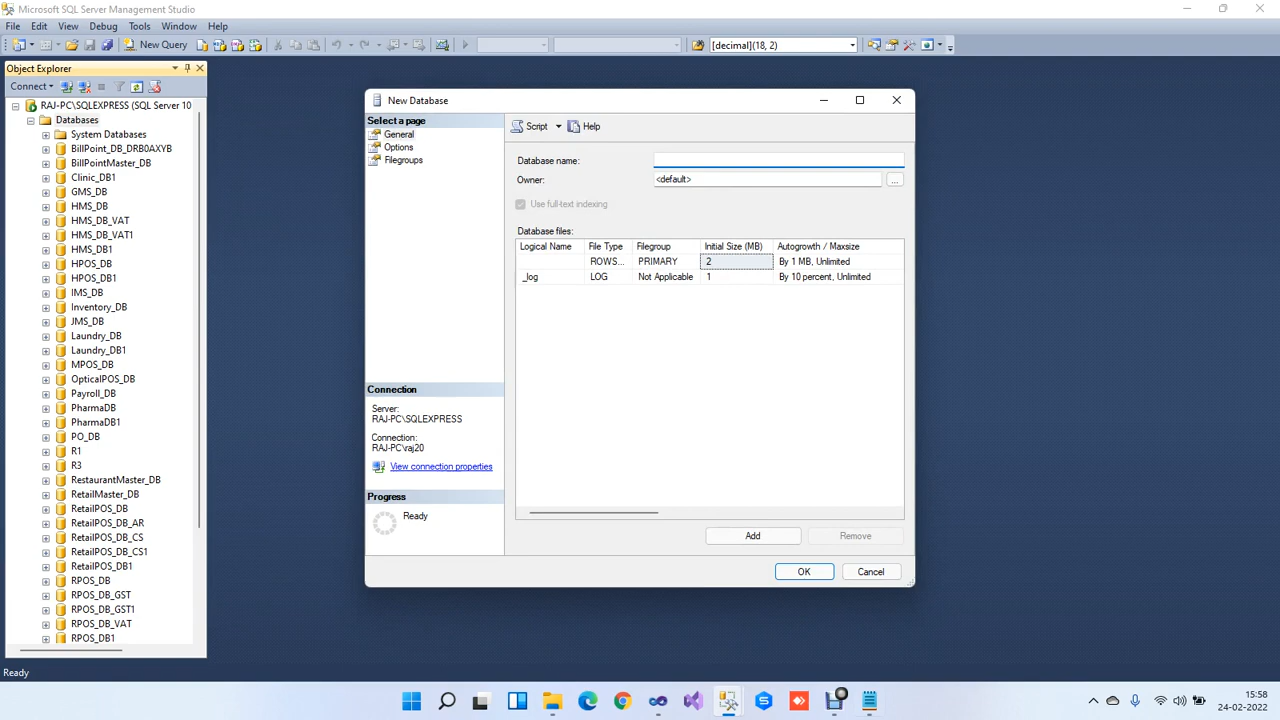 Microsoft SQL Server Management Studio
File Edit View Debug Tools Window Help
New Query [decimal](18, 2)
Object Explorer
Connect
RAJ-PC\SQLEXPRESS (SQL Server 10
Databases
System Databases
BillPoint_DB_DRB0AXYB
BillPointMaster_DB
Clinic_DB1
GMS_DB
HMS_DB
HMS_DB_VAT
HMS_DB_VAT1
HMS_DB1
HPOS_DB
HPOS_DB1
IMS_DB
Inventory_DB
JMS_DB
Laundry_DB
Laundry_DB1
MPOS_DB
OpticalPOS_DB
Payroll_DB
PharmaDB
PharmaDB1
PO_DB
R1
R3
RestaurantMaster_DB
RetailMaster_DB
RetailPOS_DB
RetailPOS_DB_AR
RetailPOS_DB_CS
RetailPOS_DB_CS1
RetailPOS_DB1
RPOS_DB
RPOS_DB_GST
RPOS_DB_GST1
RPOS_DB_VAT
RPOS_DB1
New Database
Select a page
General
Options
Filegroups
Connection
Server:
RAJ-PC\SQLEXPRESS
Connection:
RAJ-PC\raj20
View connection properties
Progress
Ready
Script Help
Database name:
Owner: <default> ...
Use full-text indexing
Database files:
Logical Name File Type Filegroup Initial Size (MB) Autogrowth / Maxsize
ROWS... PRIMARY 2 By 1 MB, Unlimited
_log LOG Not Applicable 1 By 10 percent, Unlimited
Add Remove
OK Cancel
Ready
15:58
24-02-2022